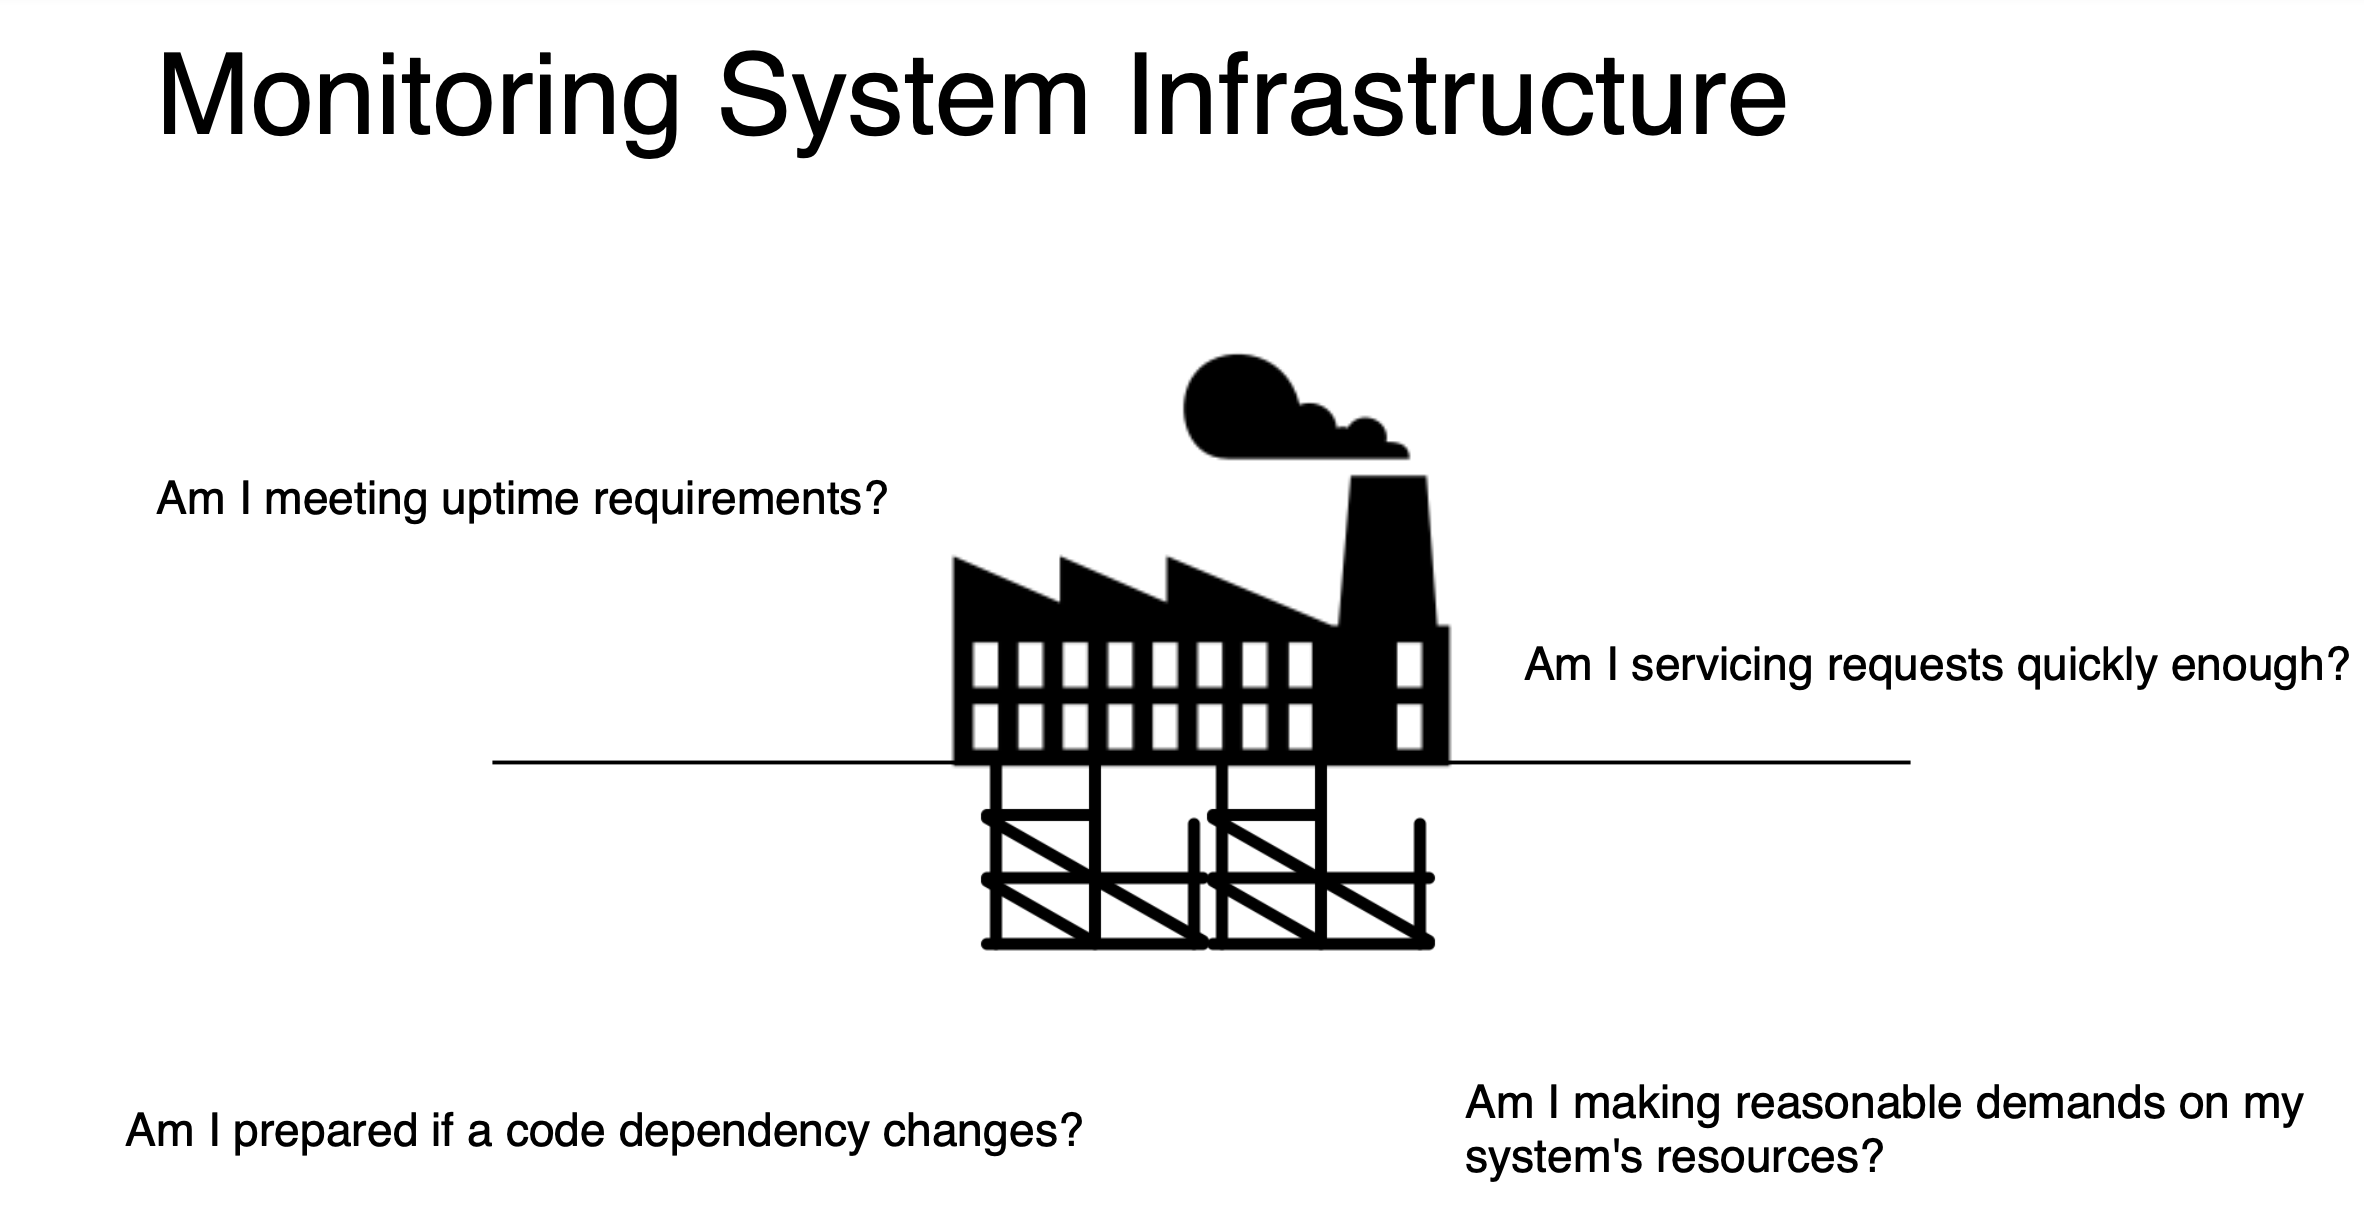 Monitoring System Infrastructure
Am I meeting uptime requirements?
Am I servicing requests quickly enough?
Am I prepared if a code dependency changes?
Am I making reasonable demands on my
system's resources?